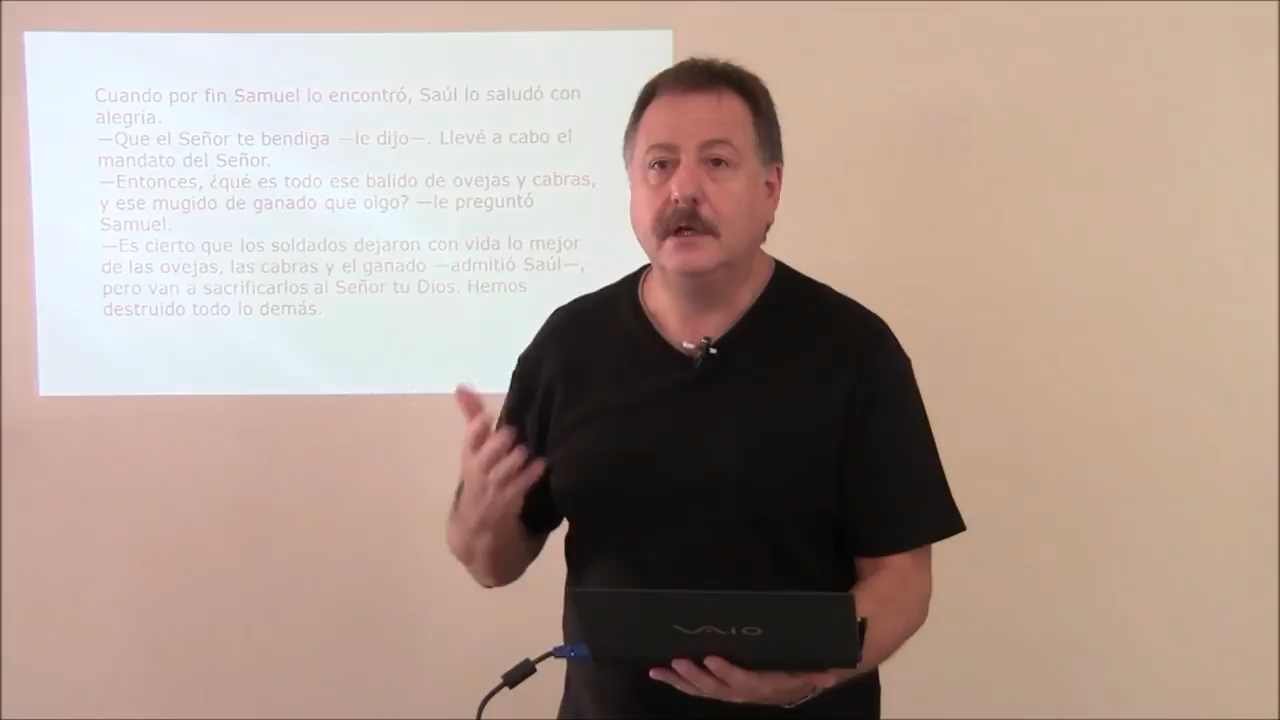 Cuando por fin Samuel lo encontró, Saúl lo saludó con
alegría.
—Que el Señor te bendiga —le dijo—. Llevé a cabo el
mandato del Señor.
—Entonces, ¿qué es todo ese balido de ovejas y cabras,
y ese mugido de ganado que oigo? —le preguntó
Samuel.
—Es cierto que los soldados dejaron con vida lo mejor
de las ovejas, las cabras y el ganado —admitió Saúl—,
pero van a sacrificarlos al Señor tu Dios. Hemos
destruido todo lo demás.
VAIO